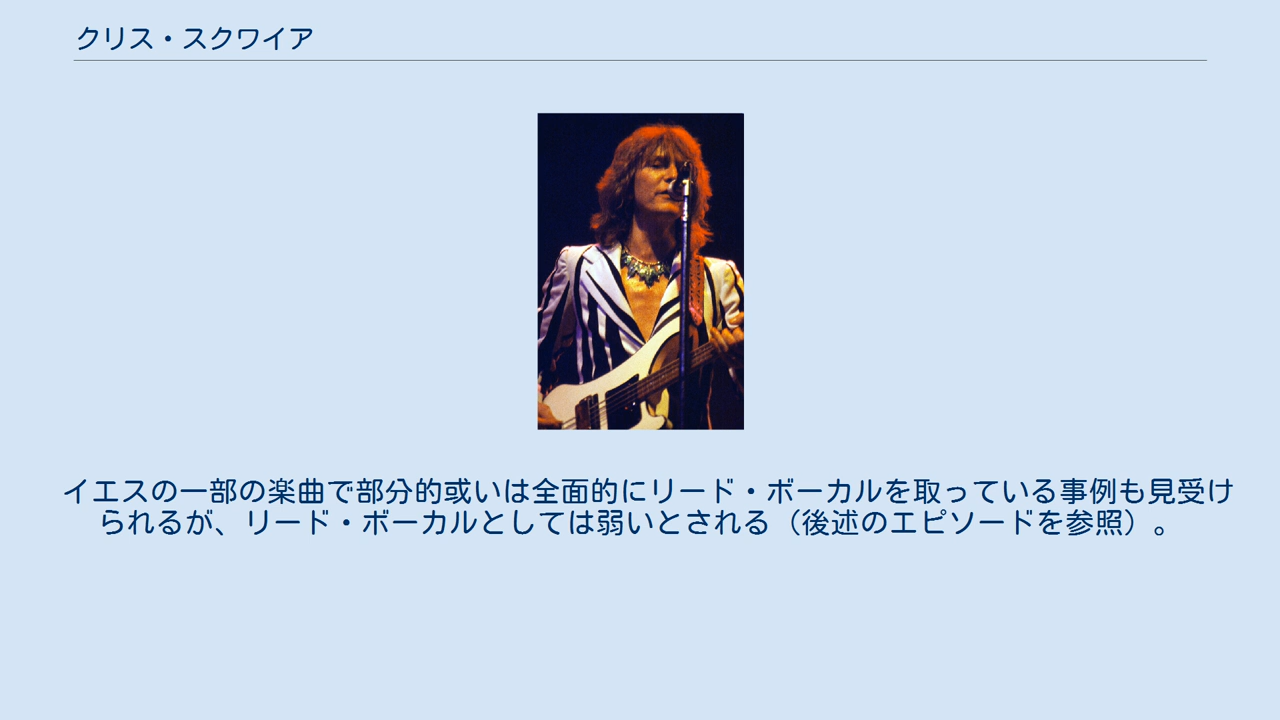 クリス・スクワイア
イエスの一部の楽曲で部分的或いは全面的にリード・ボーカルを取っている事例も見受け
られるが、リード・ボーカルとしては弱いとされる（後述のエピソードを参照）。